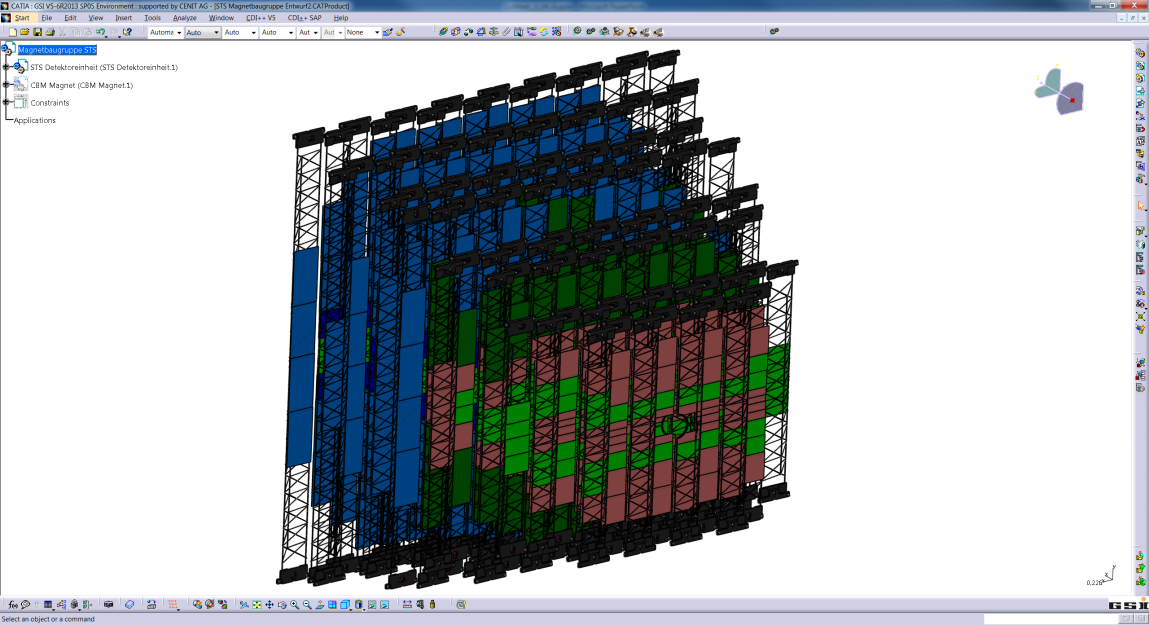 CATIA : GSI V5-6R2013 SP05 Environment : supported by CENIT AG - [STS Magnetbaugruppe Entwurf2.CATProduct]
Start File Edit View Insert Tools Analyze Window CDI++ V5 CDI++ SAP Help
Automa Auto Auto Auto Aut Aut None
Magnetbaugruppe STS
STS Detektoreinheit (STS Detektoreinheit.1)
CBM Magnet (CBM Magnet.1)
Constraints
Applications
0,226
GSI
Select an object or a command